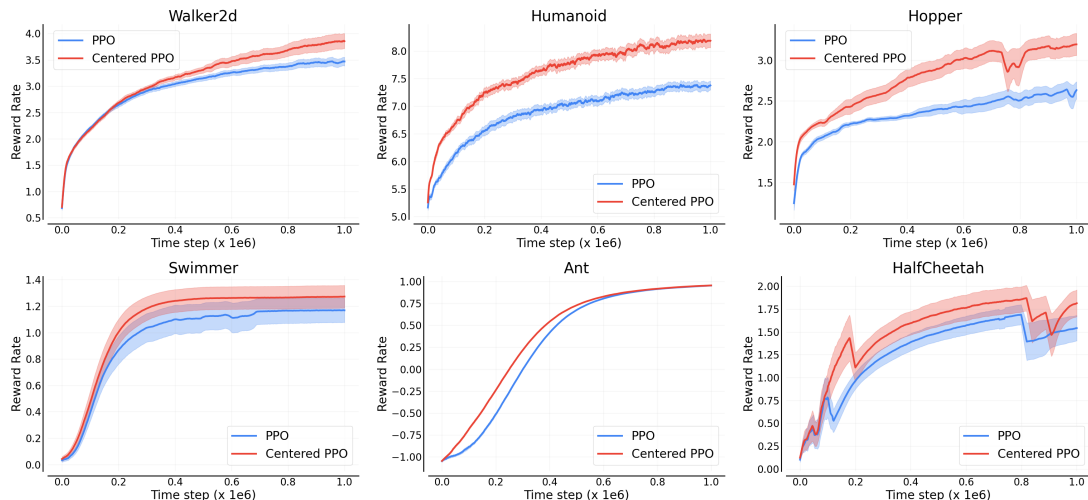 Walker2d
4.0
3.5
3.0
2.5
2.0
1.5
1.0
0.5
Reward Rate
PPO
Centered PPO
0.0 0.2 0.4 0.6 0.8 1.0
Time step (x 1e6)
Humanoid
8.0
7.5
7.0
6.5
6.0
5.5
5.0
Reward Rate
PPO
Centered PPO
0.0 0.2 0.4 0.6 0.8 1.0
Time step (x 1e6)
Hopper
3.0
2.5
2.0
1.5
Reward Rate
PPO
Centered PPO
0.0 0.2 0.4 0.6 0.8 1.0
Time step (x 1e6)
Swimmer
1.4
1.2
1.0
0.8
0.6
0.4
0.2
0.0
Reward Rate
PPO
Centered PPO
0.0 0.2 0.4 0.6 0.8 1.0
Time step (x 1e6)
Ant
1.00
0.75
0.50
0.25
0.00
−0.25
−0.50
−0.75
−1.00
Reward Rate
PPO
Centered PPO
0.0 0.2 0.4 0.6 0.8 1.0
Time step (x 1e6)
HalfCheetah
2.00
1.75
1.50
1.25
1.00
0.75
0.50
0.25
0.00
Reward Rate
PPO
Centered PPO
0.0 0.2 0.4 0.6 0.8 1.0
Time step (x 1e6)